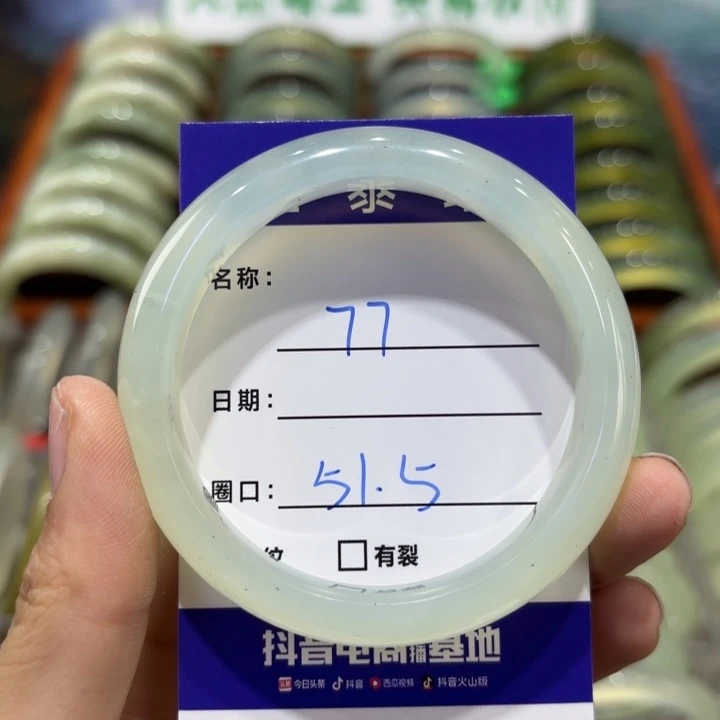 名称: 77
日期:
圈口: 51.5
纹 □有裂
抖音电商直播基地
今日头条 抖音 西瓜视频 抖音火山版